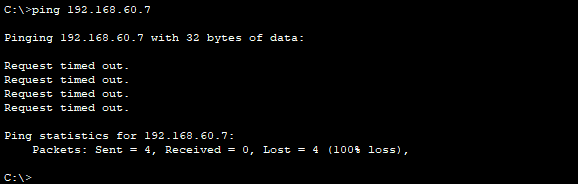 C:\>ping 192.168.60.7
Pinging 192.168.60.7 with 32 bytes of data:
Request timed out.
Request timed out.
Request timed out.
Request timed out.
Ping statistics for 192.168.60.7:
    Packets: Sent = 4, Received = 0, Lost = 4 (100% loss),
C:\>